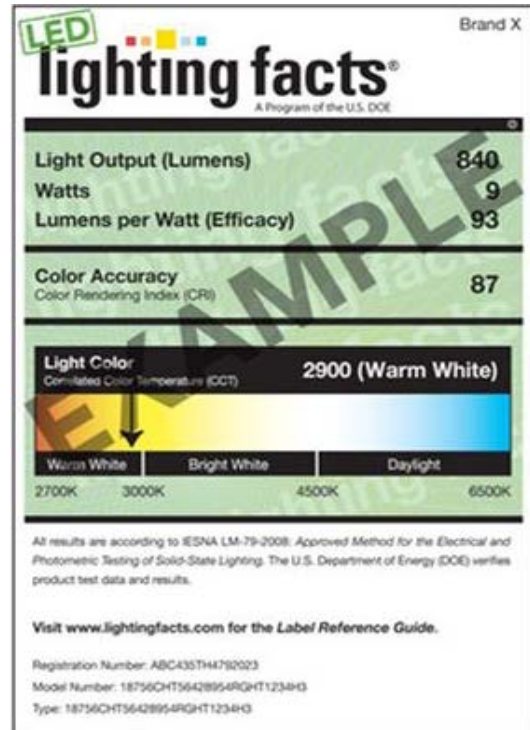 LED
Brand X
lighting facts®
A Program of the U.S. DOE
Light Output (Lumens) 840
Watts 9
Lumens per Watt (Efficacy) 93
Color Accuracy 87
Color Rendering Index (CRI)
Light Color 2900 (Warm White)
Correlated Color Temperature (CCT)
Warm White Bright White Daylight
2700K 3000K 4500K 6500K
EXAMPLE
All results are according to IESNA LM-79-2008: Approved Method for the Electrical and
Photometric Testing of Solid-State Lighting. The U.S. Department of Energy (DOE) verifies
product test data and results.
Visit www.lightingfacts.com for the Label Reference Guide.
Registration Number: ABC435TH4792023
Model Number: 18756CHT56428954RGHT1234H3
Type: 18756CHT56428954RGHT1234H3